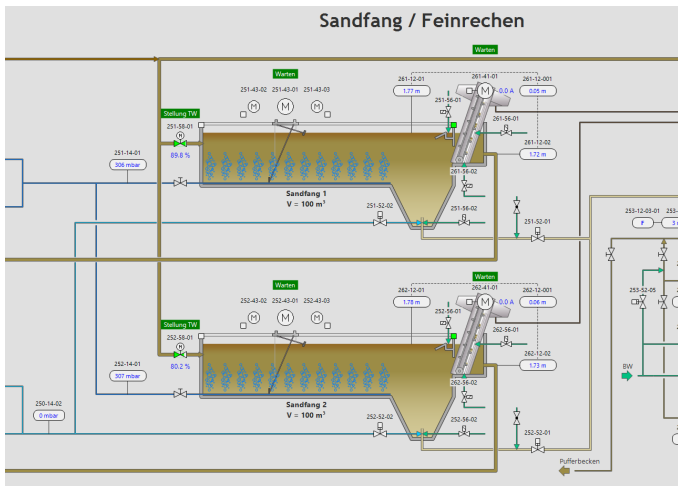 Sandfang / Feinrechen
Warten
Warten
261-41-01
251-43-02 251-43-01 251-43-03
261-12-01
261-12-001
M M M
1.77 m
M
0.0 A
0.05 m
Stellung TW
251-56-01
251-58-01
M
261-56-01
251-14-01
89.8 %
261-12-02
306 mbar
1.72 m
261-56-02
Sandfang 1
V = 100 m³
251-52-02
251-56-02
251-52-01
253-12-03-01
253-
F
3
Warten
Warten
262-41-01
252-43-02 252-43-01 252-43-03
262-12-01
262-12-001
M M M
1.78 m
M
0.0 A
0.06 m
253-52-05
Stellung TW
252-56-01
252-58-01
M
262-56-01
252-14-01
80.2 %
262-12-02
307 mbar
1.73 m
BW
262-56-02
250-14-02
Sandfang 2
0 mbar
V = 100 m³
252-52-02
252-56-02
252-52-01
Pufferbecken